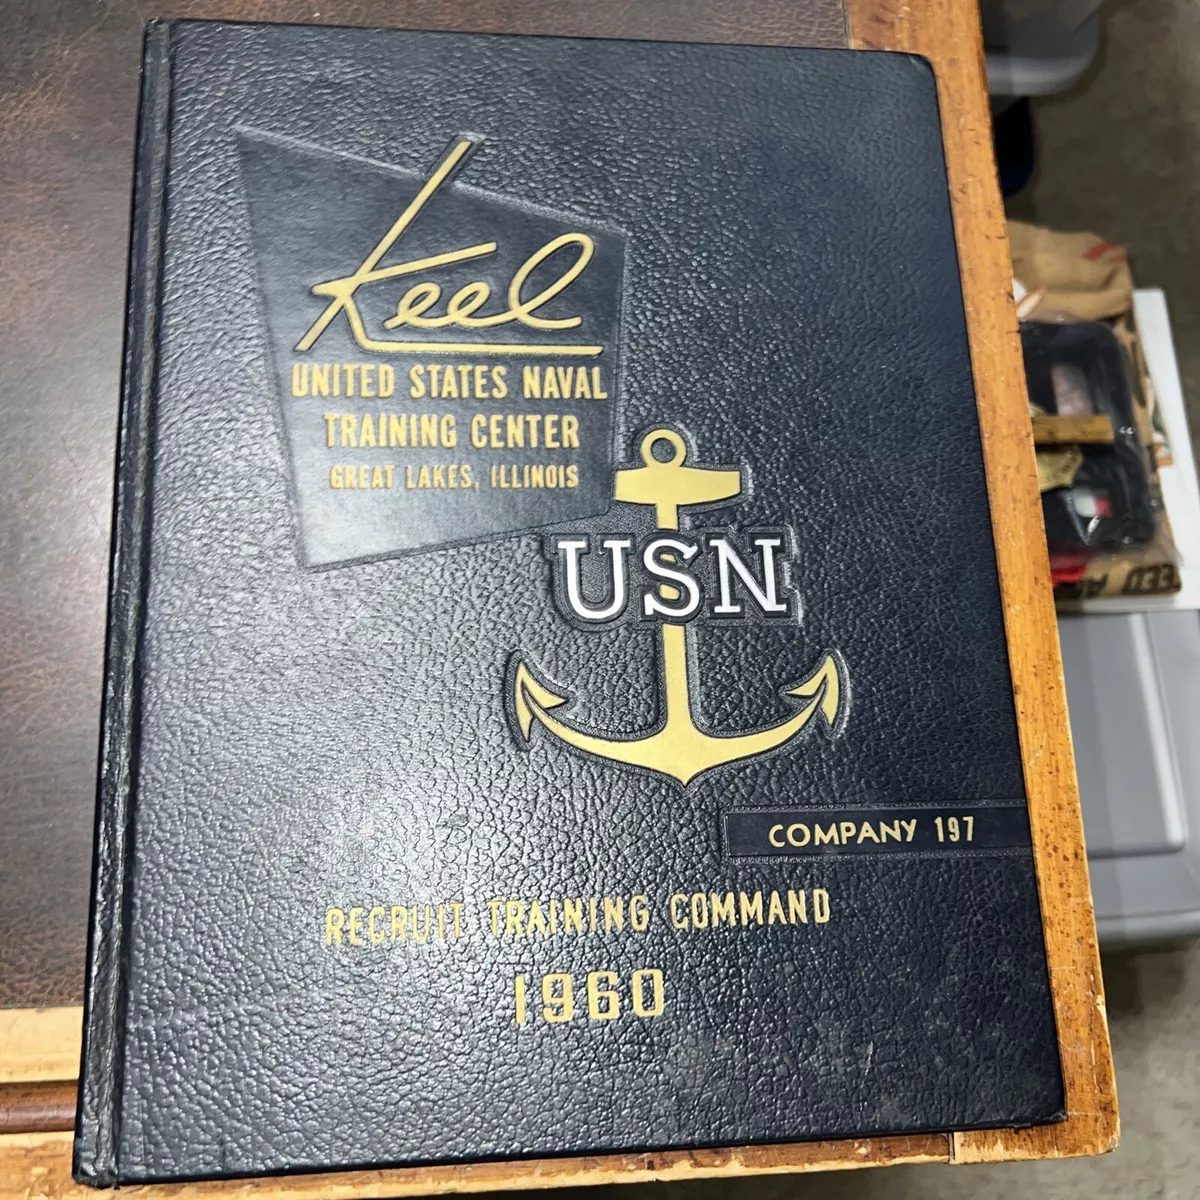 Keel
UNITED STATES NAVAL
TRAINING CENTER
GREAT LAKES, ILLINOIS
USN
COMPANY 197
RECRUIT TRAINING COMMAND
1960